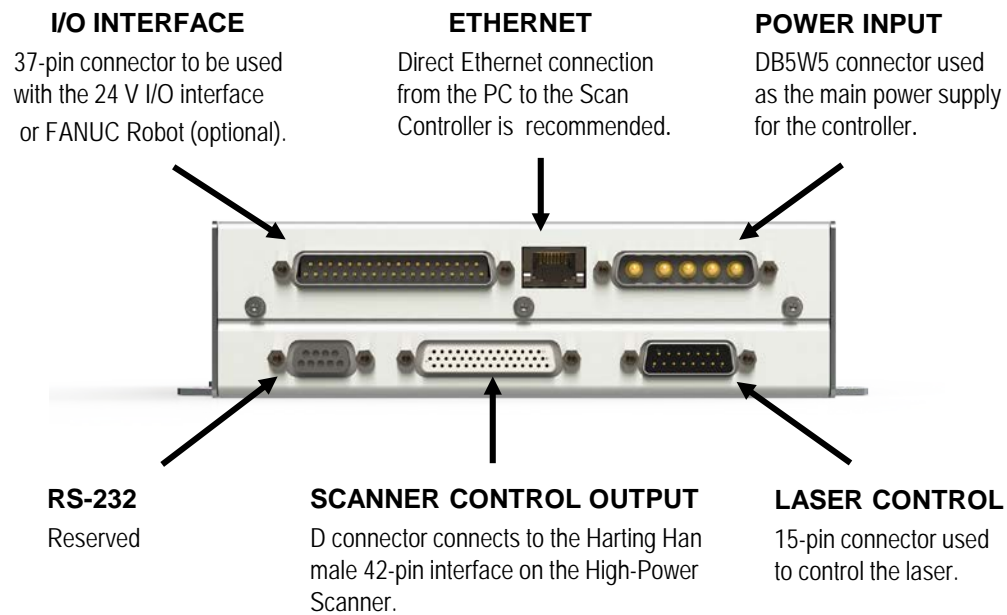 I/O INTERFACE
37-pin connector to be used
with the 24 V I/O interface
or FANUC Robot (optional).
ETHERNET
Direct Ethernet connection
from the PC to the Scan
Controller is recommended.
POWER INPUT
DB5W5 connector used
as the main power supply
for the controller.
RS-232
Reserved
SCANNER CONTROL OUTPUT
D connector connects to the Harting Han
male 42-pin interface on the High-Power
Scanner.
LASER CONTROL
15-pin connector used
to control the laser.